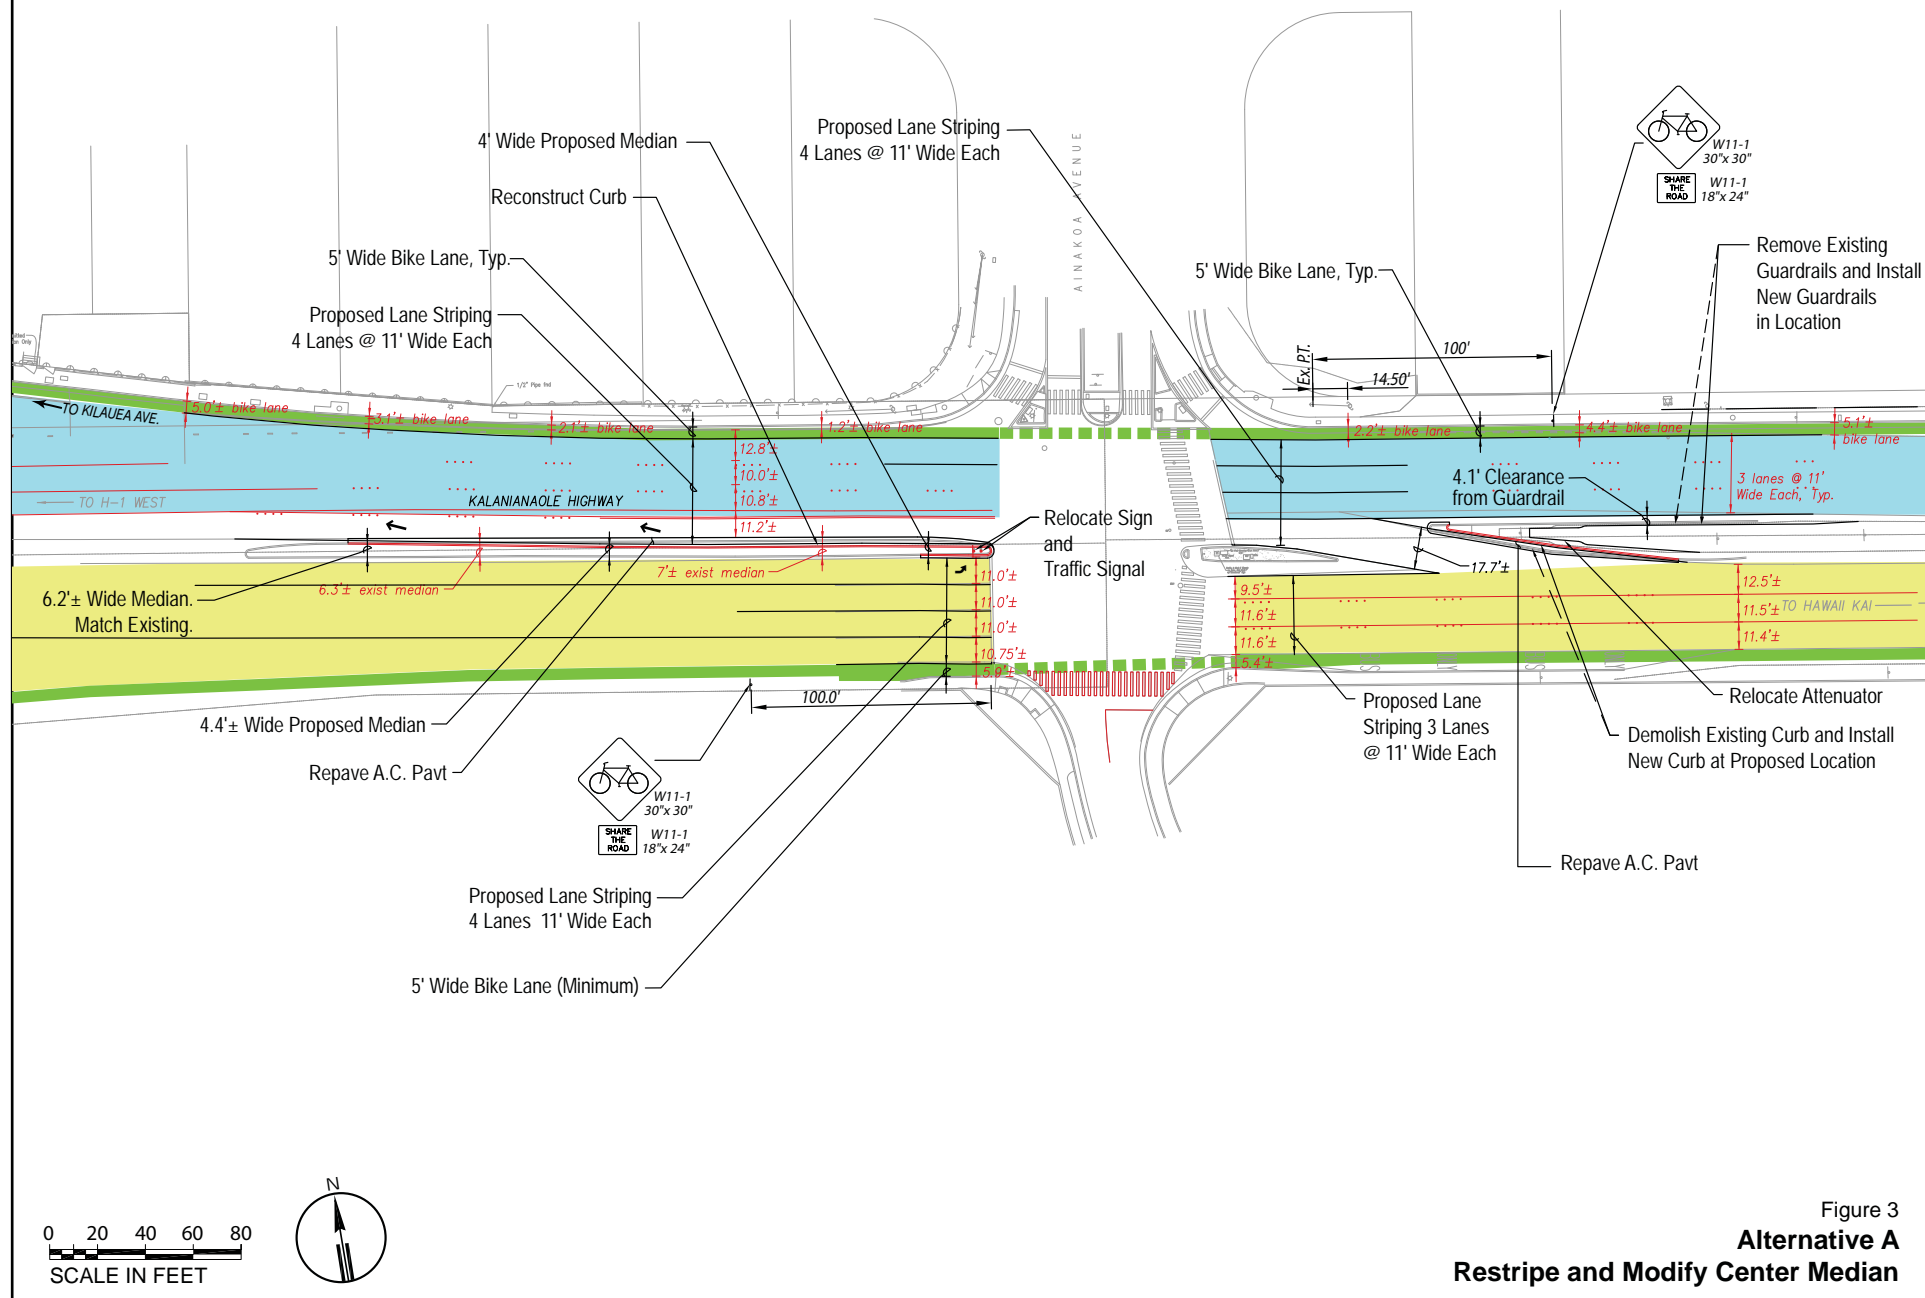 4' Wide Proposed Median
Reconstruct Curb
5' Wide Bike Lane, Typ.
Proposed Lane Striping
4 Lanes @ 11' Wide Each
Proposed Lane Striping
4 Lanes @ 11' Wide Each
AINAKOA AVENUE
5' Wide Bike Lane, Typ.
W11-1
30"x 30"
SHARE
THE
ROAD
W11-1
18"x 24"
Remove Existing
Guardrails and Install
New Guardrails
in Location
Ex. P.T.
100'
14.50'
1/2" Pipe fnd
TO KILAUEA AVE.
5.0'± bike lane
3.1'± bike lane
2.1'± bike lane
1.2'± bike lane
2.2'± bike lane
4.4'± bike lane
5.1'±
bike lane
12.8'±
10.0'±
10.8'±
11.2'±
TO H-1 WEST
KALANIANAOLE HIGHWAY
4.1' Clearance
from Guardrail
3 lanes @ 11'
Wide Each, Typ.
Relocate Sign
and
Traffic Signal
17.7'±
6.2'± Wide Median.
Match Existing.
6.3'± exist median
7'± exist median
11.0'±
11.0'±
11.0'±
10.75'±
5.9'±
9.5'±
11.6'±
11.6'±
5.4'±
12.5'±
11.5'±
11.4'±
TO HAWAII KAI
100.0'
4.4'± Wide Proposed Median
Repave A.C. Pavt
W11-1
30"x 30"
SHARE
THE
ROAD
W11-1
18"x 24"
Proposed Lane
Striping 3 Lanes
@ 11' Wide Each
Relocate Attenuator
Demolish Existing Curb and Install
New Curb at Proposed Location
Repave A.C. Pavt
Proposed Lane Striping
4 Lanes 11' Wide Each
5' Wide Bike Lane (Minimum)
N
0 20 40 60 80
SCALE IN FEET
Figure 3
Alternative A
Restripe and Modify Center Median